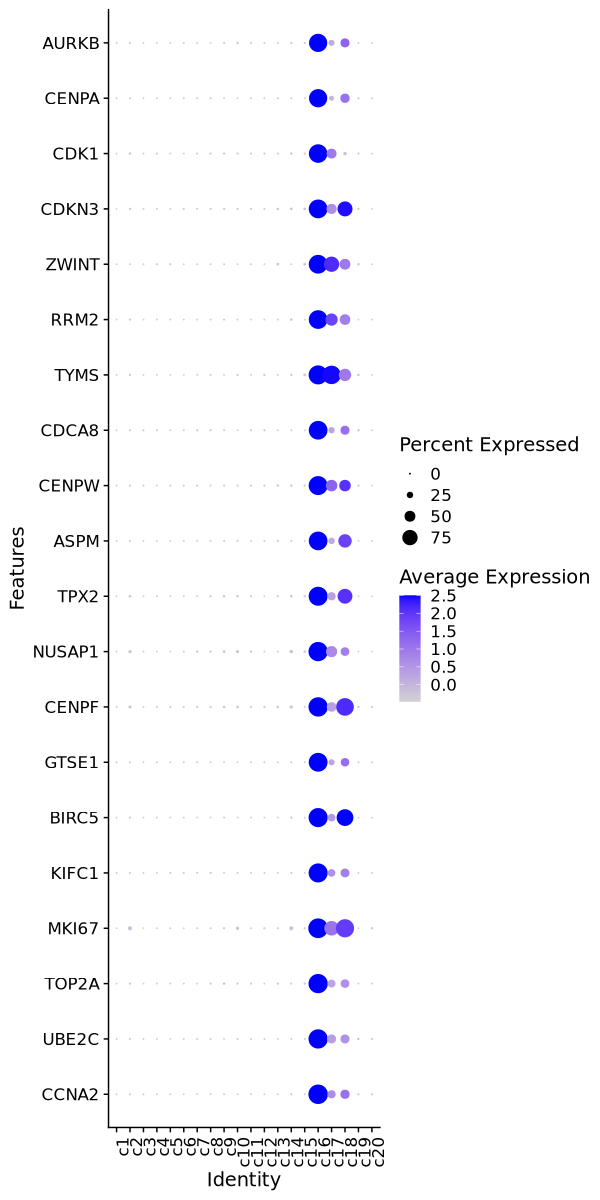 AURKB
CENPA
CDK1
CDKN3
ZWINT
RRM2
TYMS
CDCA8
CENPW
ASPM
TPX2
NUSAP1
CENPF
GTSE1
BIRC5
KIFC1
MKI67
TOP2A
UBE2C
CCNA2
Features
c1 c2 c3 c4 c5 c6 c7 c8 c9 c10 c11 c12 c13 c14 c15 c16 c17 c18 c19 c20
Identity
Percent Expressed
0
25
50
75
Average Expression
2.5
2.0
1.5
1.0
0.5
0.0